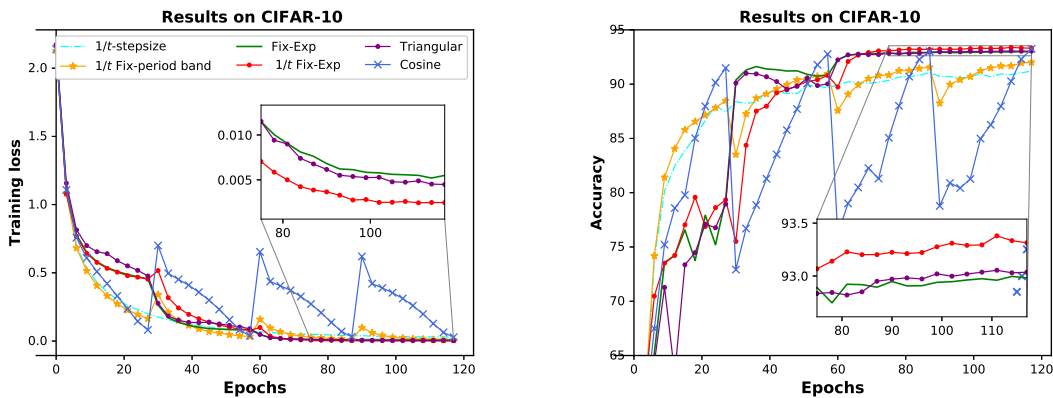 Results on CIFAR-10
1/t-stepsize
1/t Fix-period band
Fix-Exp
1/t Fix-Exp
Triangular
Cosine
Training loss
2.0
1.5
1.0
0.5
0.0
0.010
0.005
80 100
0 20 40 60 80 100 120
Epochs
Results on CIFAR-10
Accuracy
95
90
85
80
75
70
65
93.5
93.0
80 90 100 110
0 20 40 60 80 100 120
Epochs